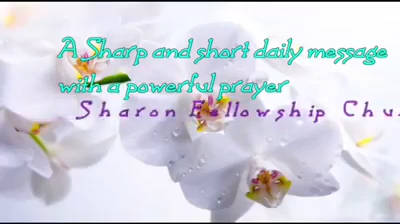 A Sharp and short daily message
with a powerful prayer
Sharon Fellowship